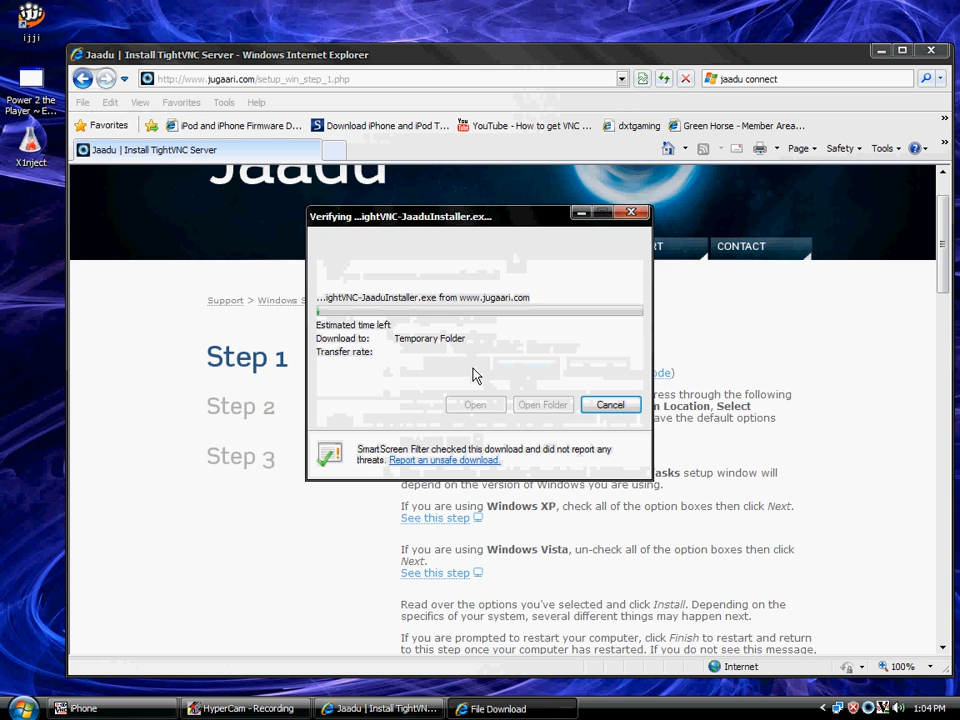 ijji
Power 2 the
Player ~ E...
X1nject
Jaadu | Install TightVNC Server - Windows Internet Explorer
http://www.jugaari.com/setup_win_step_1.php
jaadu connect
File Edit View Favorites Tools Help
Favorites
iPod and iPhone Firmware D...
Download iPhone and iPod T...
YouTube - How to get VNC ...
dxtgaming
Green Horse - Member Area...
Jaadu | Install TightVNC Server
Page Safety Tools
Jaadu
CONTACT
Support > Windows S
Step 1
Step 2
Step 3
Verifying ...ightVNC-JaaduInstaller.ex...
...ightVNC-JaaduInstaller.exe from www.jugaari.com
Estimated time left
Download to: Temporary Folder
Transfer rate:
Open Open Folder Cancel
SmartScreen Filter checked this download and did not report any
threats. Report an unsafe download.
ode)
press through the following
Location, Select
ave the default options
Tasks setup window will
depend on the version of Windows you are using.
If you are using Windows XP, check all of the option boxes then click Next.
See this step
If you are using Windows Vista, un-check all of the option boxes then click
Next.
See this step
Read over the options you've selected and click Install. Depending on the
specifics of your system, several different things may happen next.
If you are prompted to restart your computer, click Finish to restart and return
to this step once your computer has restarted. If you do not see this message,
Internet
100%
iPhone
HyperCam - Recording
Jaadu | Install TightVN...
File Download
1:04 PM